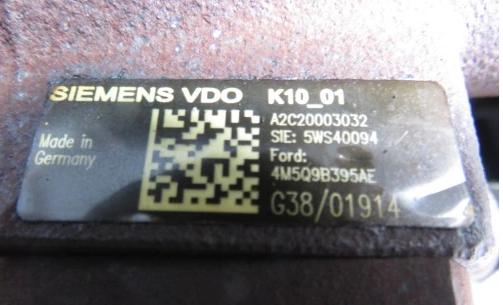 SIEMENS VDO K10_01
A2C20003032
SIE: 5WS40094
Made in
Germany
Ford:
4M5Q9B395AE
G38/01914